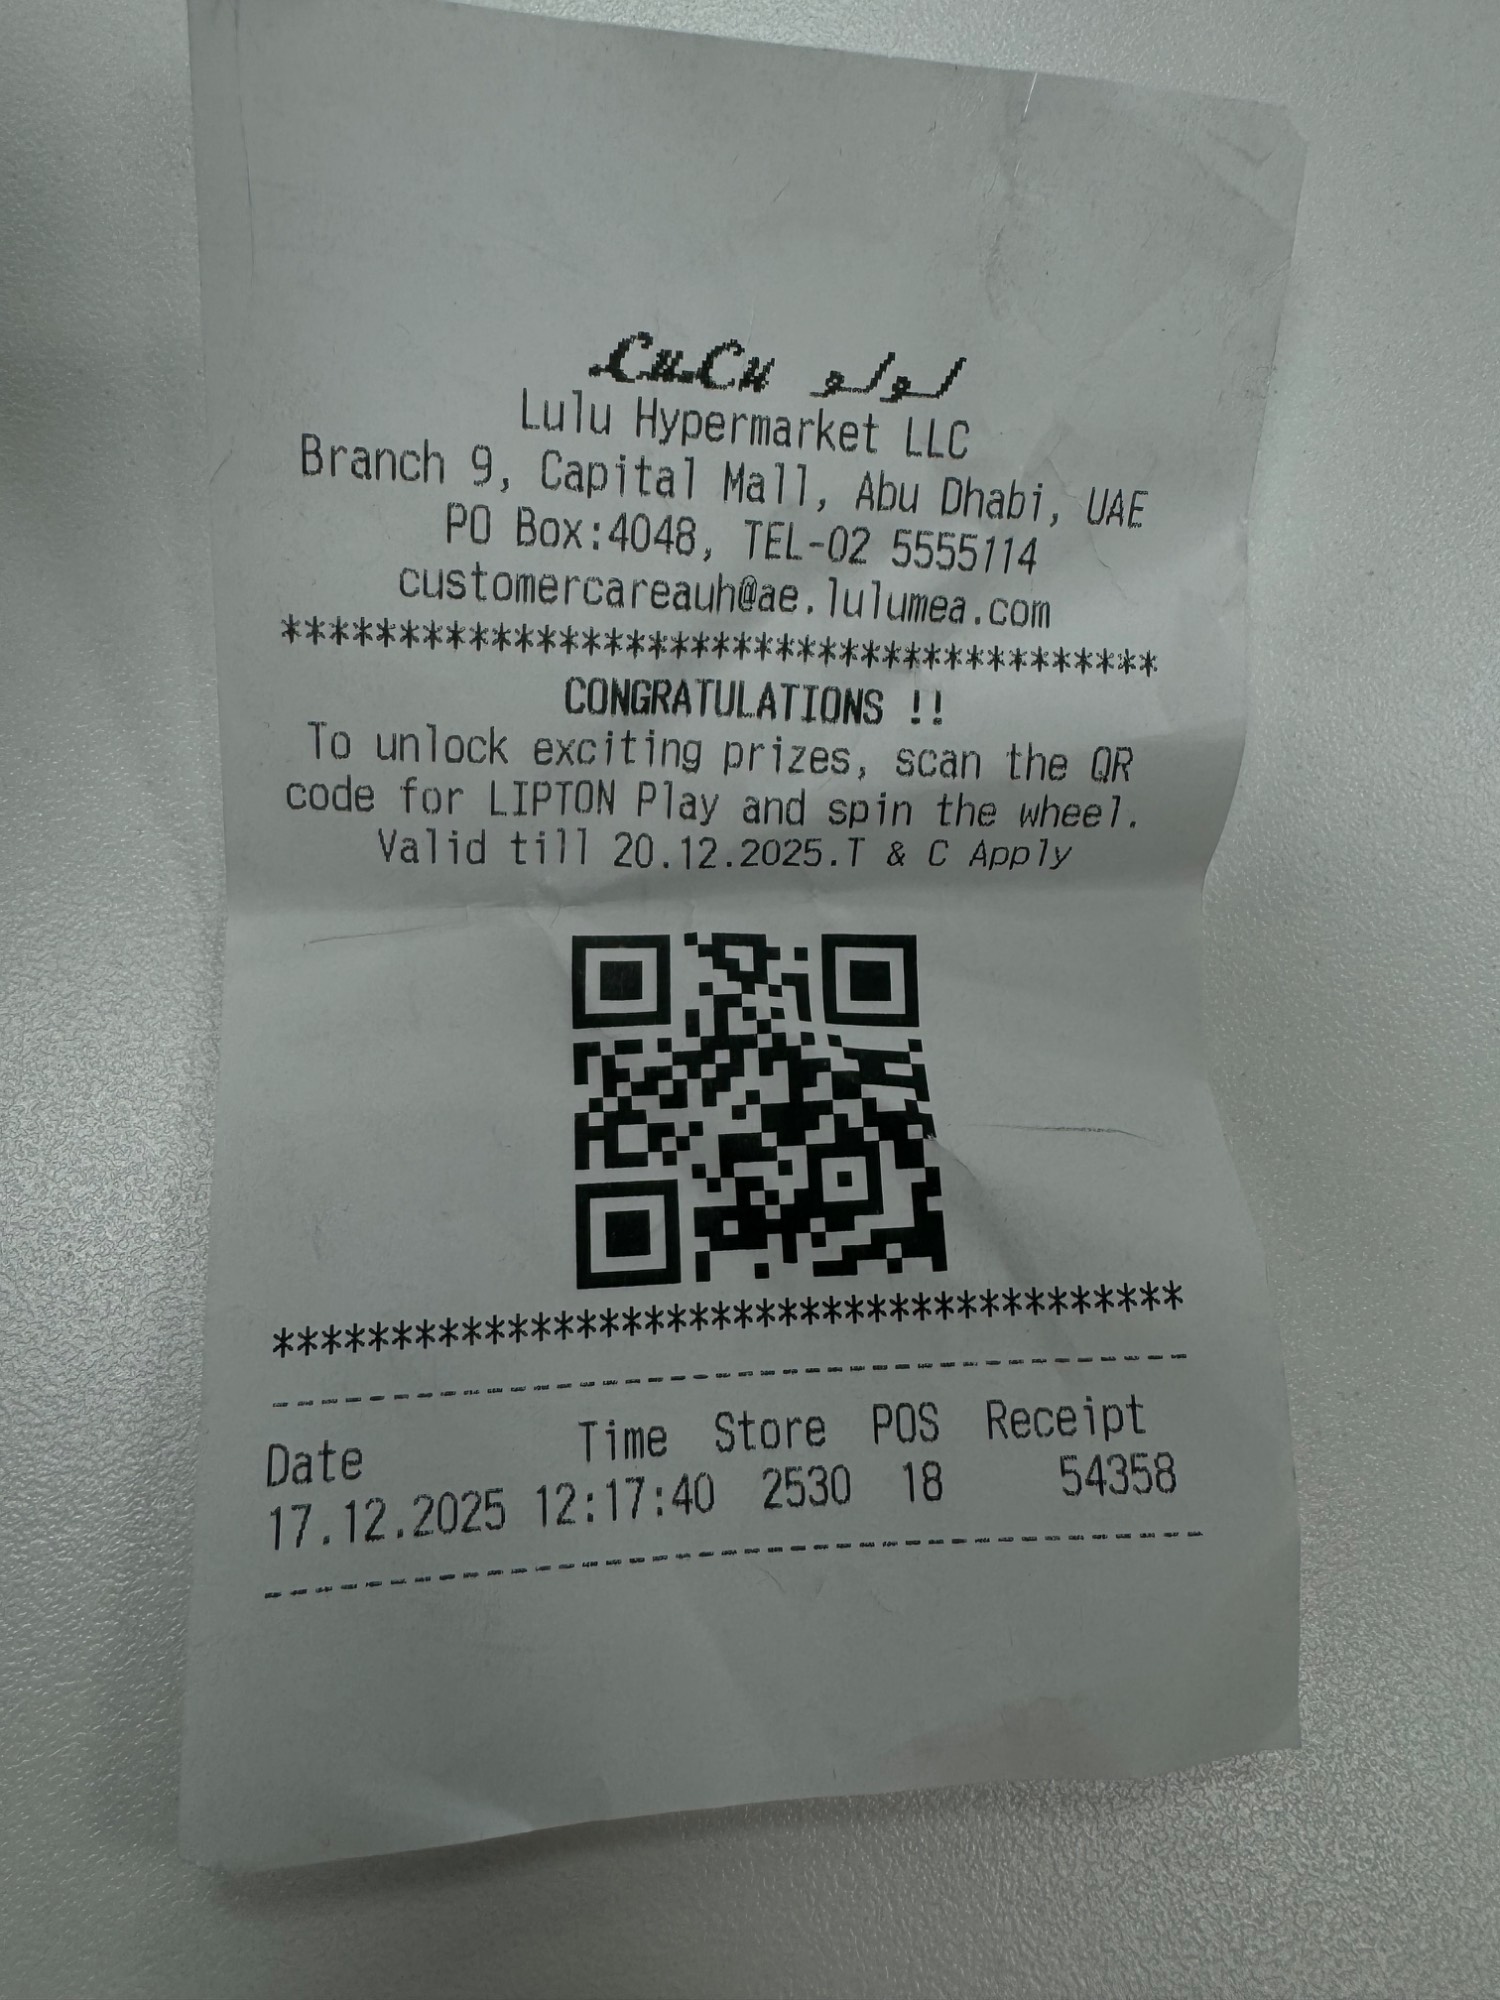 LuLu لولو
Lulu Hypermarket LLC
Branch 9, Capital Mall, Abu Dhabi, UAE
PO Box:4048, TEL-02 5555114
customercareauh@ae.lulumea.com
**************************************
CONGRATULATIONS !!
To unlock exciting prizes, scan the QR
code for LIPTON Play and spin the wheel.
Valid till 20.12.2025.T & C Apply
**************************************
----------------------------------------
Date Time Store POS Receipt
17.12.2025 12:17:40 2530 18 54358
----------------------------------------